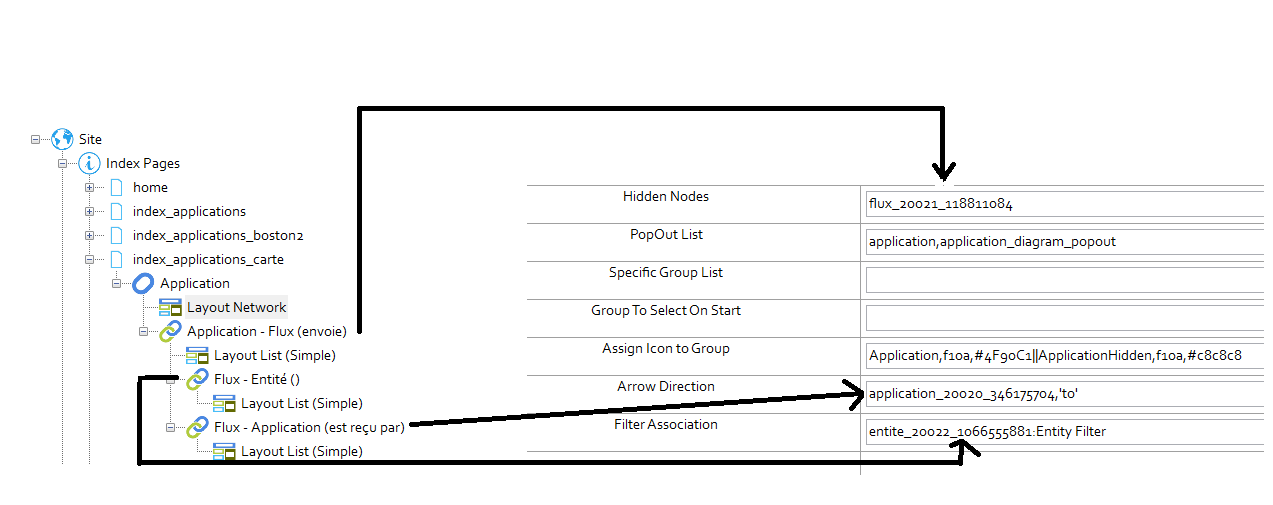 Site
Index Pages
home
index_applications
index_applications_boston2
index_applications_carte
Application
Layout Network
Application - Flux (envoie)
Layout List (Simple)
Flux - Entité ()
Layout List (Simple)
Flux - Application (est reçu par)
Layout List (Simple)
Hidden Nodes
flux_20021_118811084
PopOut List
application,application_diagram_popout
Specific Group List
Group To Select On Start
Assign Icon to Group
Application,f10a,#4F90C1||ApplicationHidden,f10a,#c8c8c8
Arrow Direction
application_20020_346175704,'to'
Filter Association
entite_20022_1066555881:Entity Filter